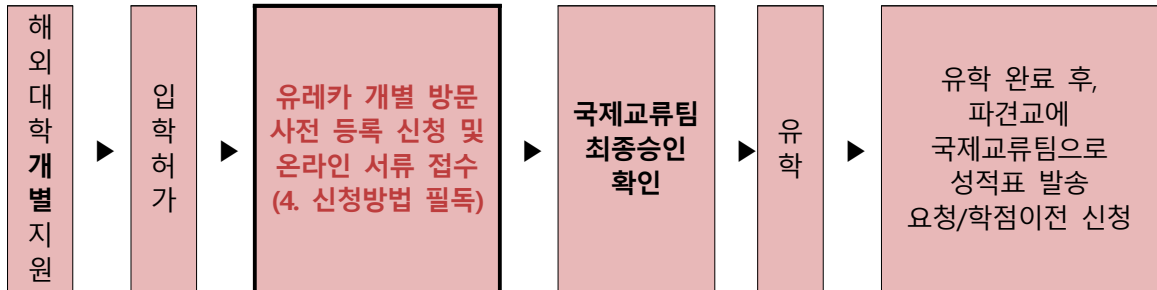 해
외
대
학
개
별
지
원
▶
입
학
허
가
▶
유레카 개별 방문
사전 등록 신청 및
온라인 서류 접수
(4. 신청방법 필독)
▶
국제교류팀
최종승인
확인
▶
유
학
▶
유학 완료 후,
파견교에
국제교류팀으로
성적표 발송
요청/학점이전 신청